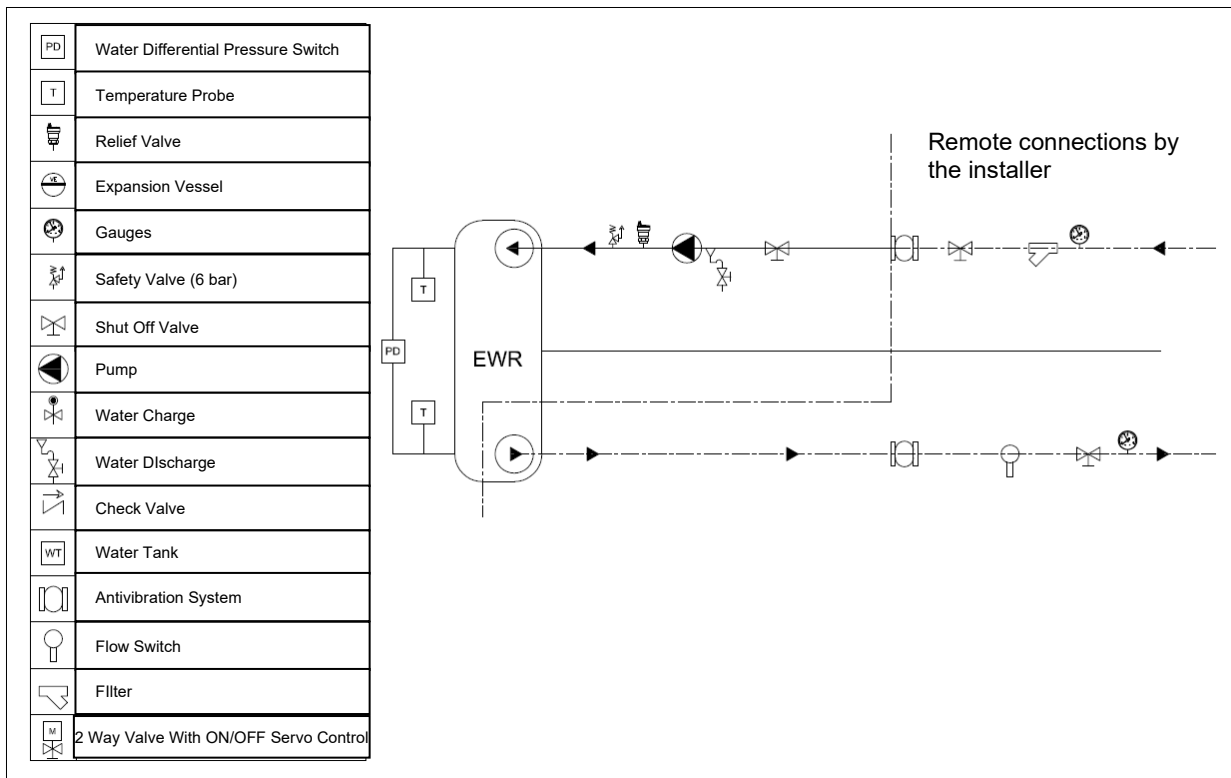 PD Water Differential Pressure Switch
T Temperature Probe
Relief Valve
VE Expansion Vessel
Gauges
Safety Valve (6 bar)
Shut Off Valve
Pump
Water Charge
Water DIscharge
Check Valve
WT Water Tank
Antivibration System
Flow Switch
FIlter
M 2 Way Valve With ON/OFF Servo Control
Remote connections by
the installer
T
PD
EWR
T